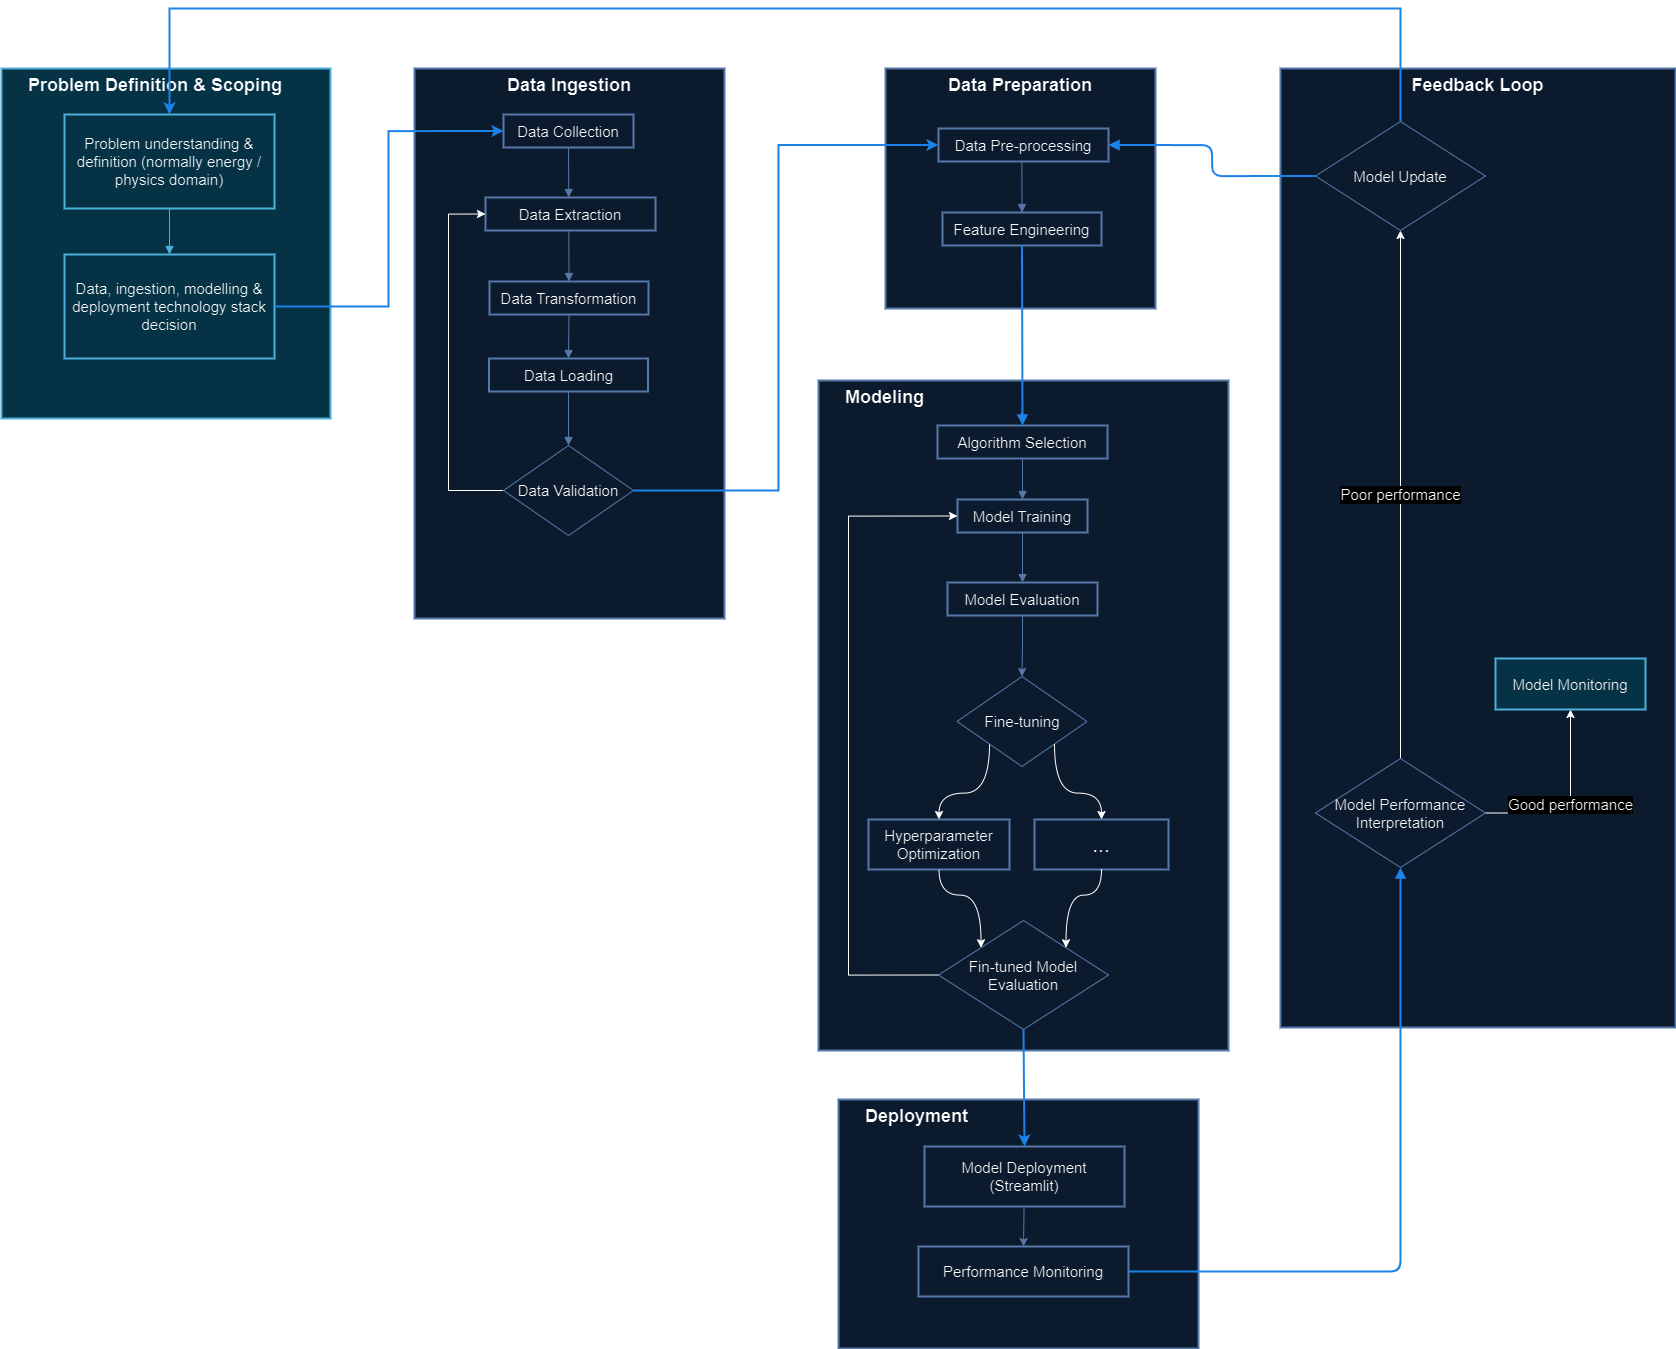 Problem Definition & Scoping
Problem understanding &
definition (normally energy /
physics domain)
Data, ingestion, modelling &
deployment technology stack
decision
Data Ingestion
Data Collection
Data Extraction
Data Transformation
Data Loading
Data Validation
Data Preparation
Data Pre-processing
Feature Engineering
Modeling
Algorithm Selection
Model Training
Model Evaluation
Fine-tuning
Hyperparameter
Optimization
...
Fin-tuned Model
Evaluation
Deployment
Model Deployment
(Streamlit)
Performance Monitoring
Feedback Loop
Model Update
Poor performance
Model Monitoring
Model Performance
Interpretation
Good performance